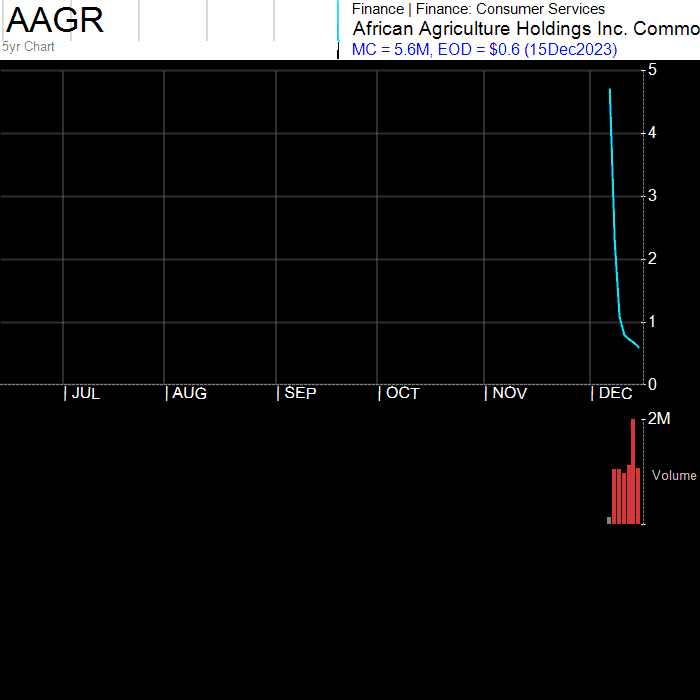 AAGR
5yr Chart
Finance | Finance: Consumer Services
African Agriculture Holdings Inc. Commo
MC = 5.6M, EOD = $0.6 (15Dec2023)
5
4
3
2
1
0
| JUL | AUG | SEP | OCT | NOV | DEC
2M
Volume